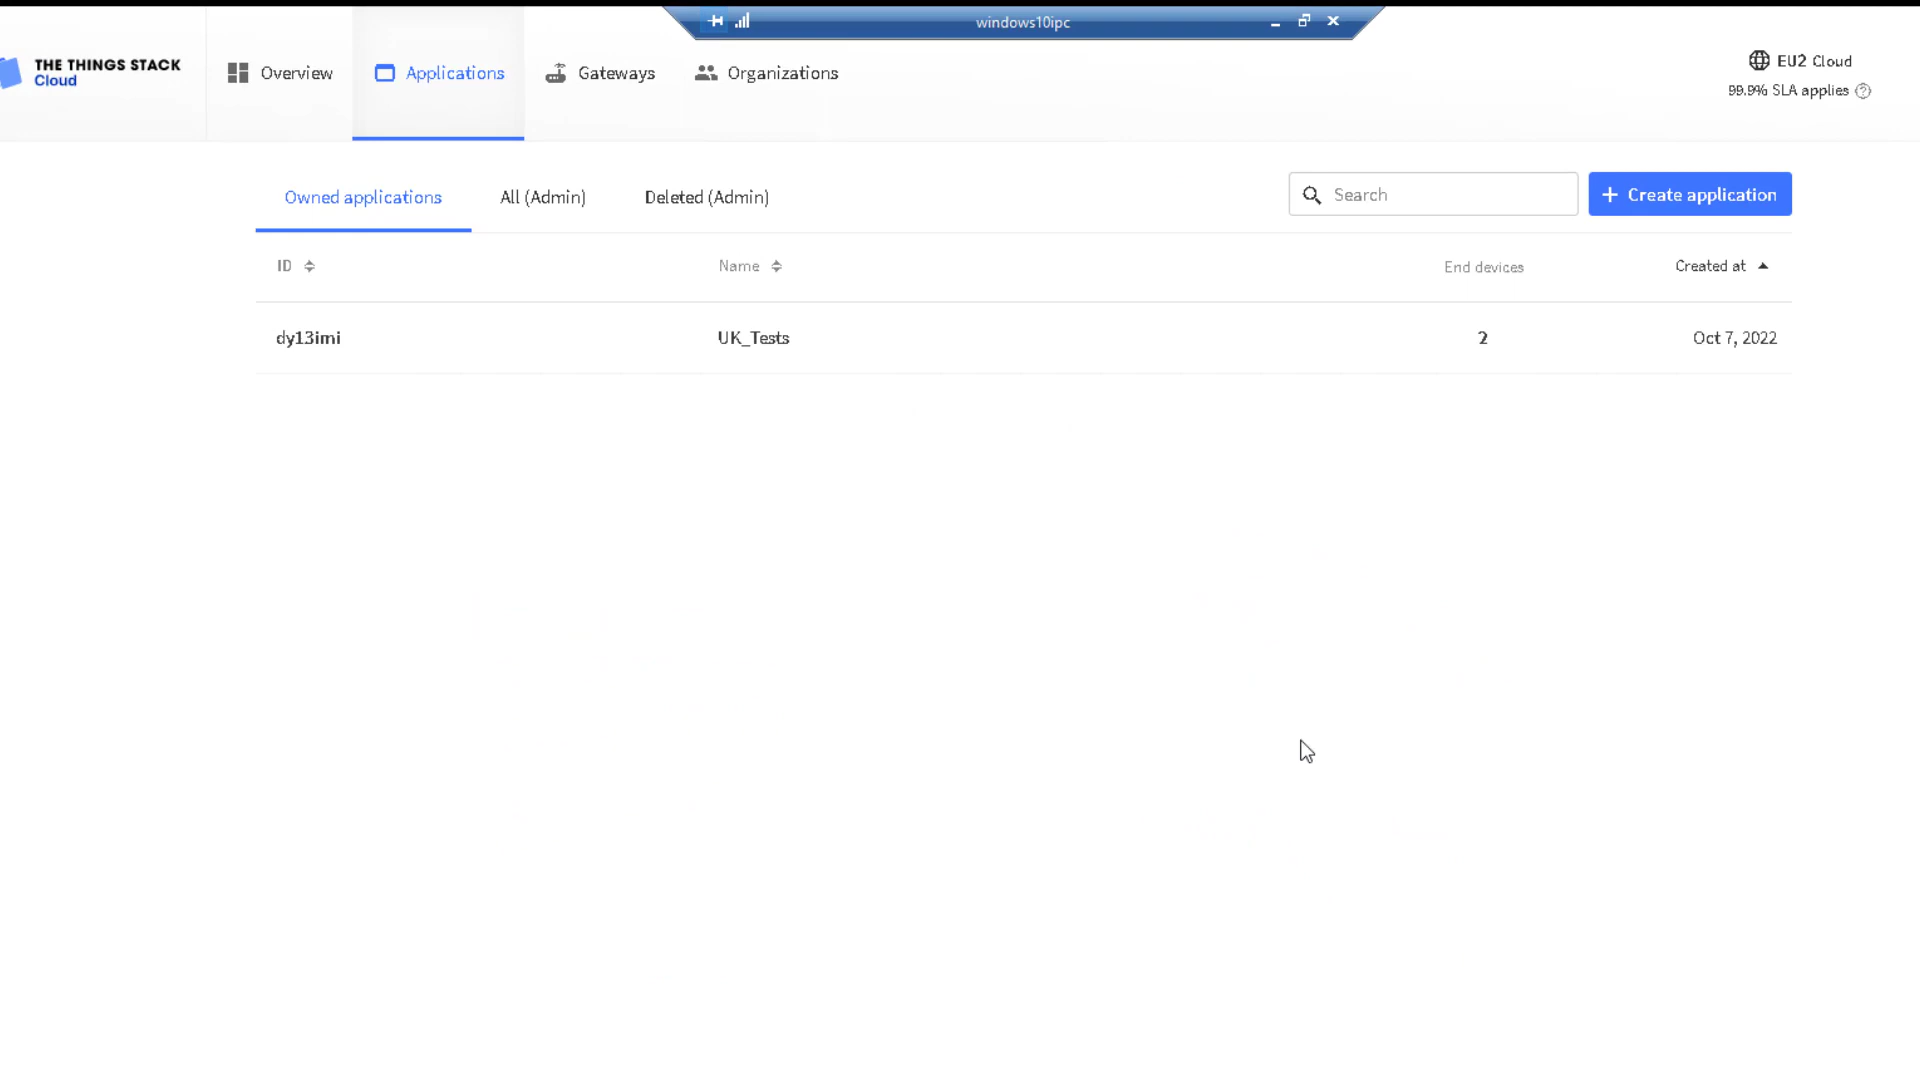 windows10ipc
THE THINGS STACK
Cloud
Overview
Applications
Gateways
Organizations
EU2 Cloud
99.9% SLA applies
Owned applications
All (Admin)
Deleted (Admin)
Search
+ Create application
ID
Name
End devices
Created at
dy13imi
UK_Tests
2
Oct 7, 2022